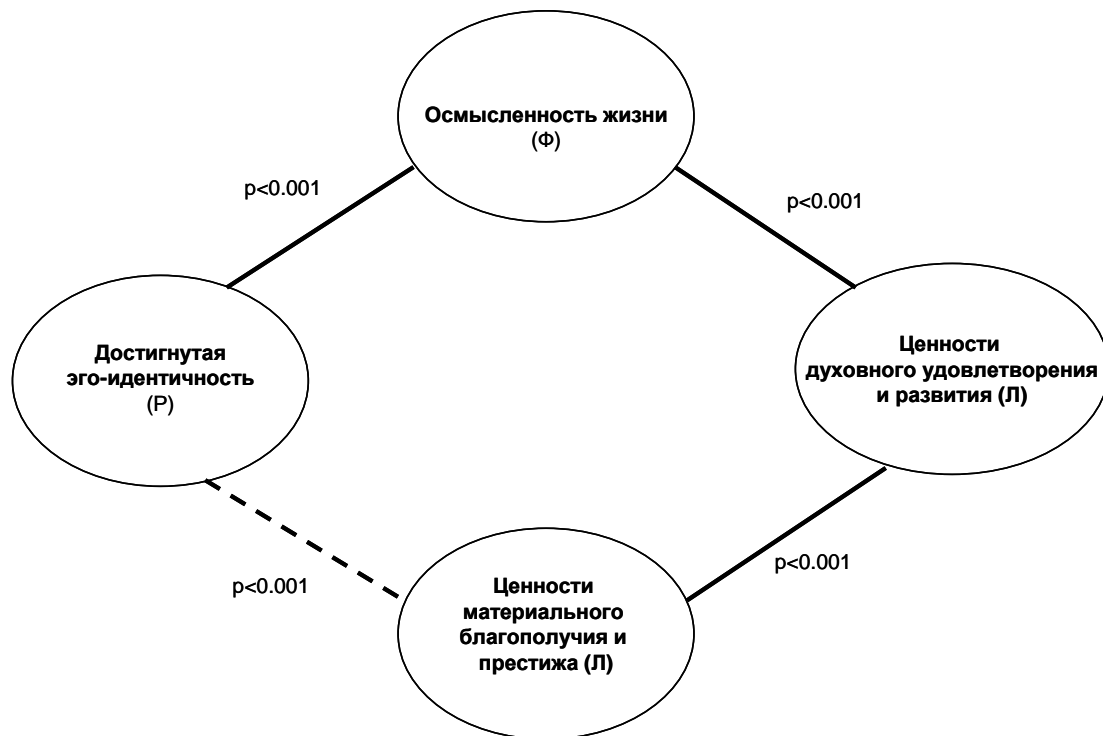 Осмысленность жизни
(Ф)
p<0.001
p<0.001
Достигнутая
эго-идентичность
(Р)
Ценности
духовного удовлетворения
и развития (Л)
p<0.001
p<0.001
Ценности
материального
благополучия и
престижа (Л)